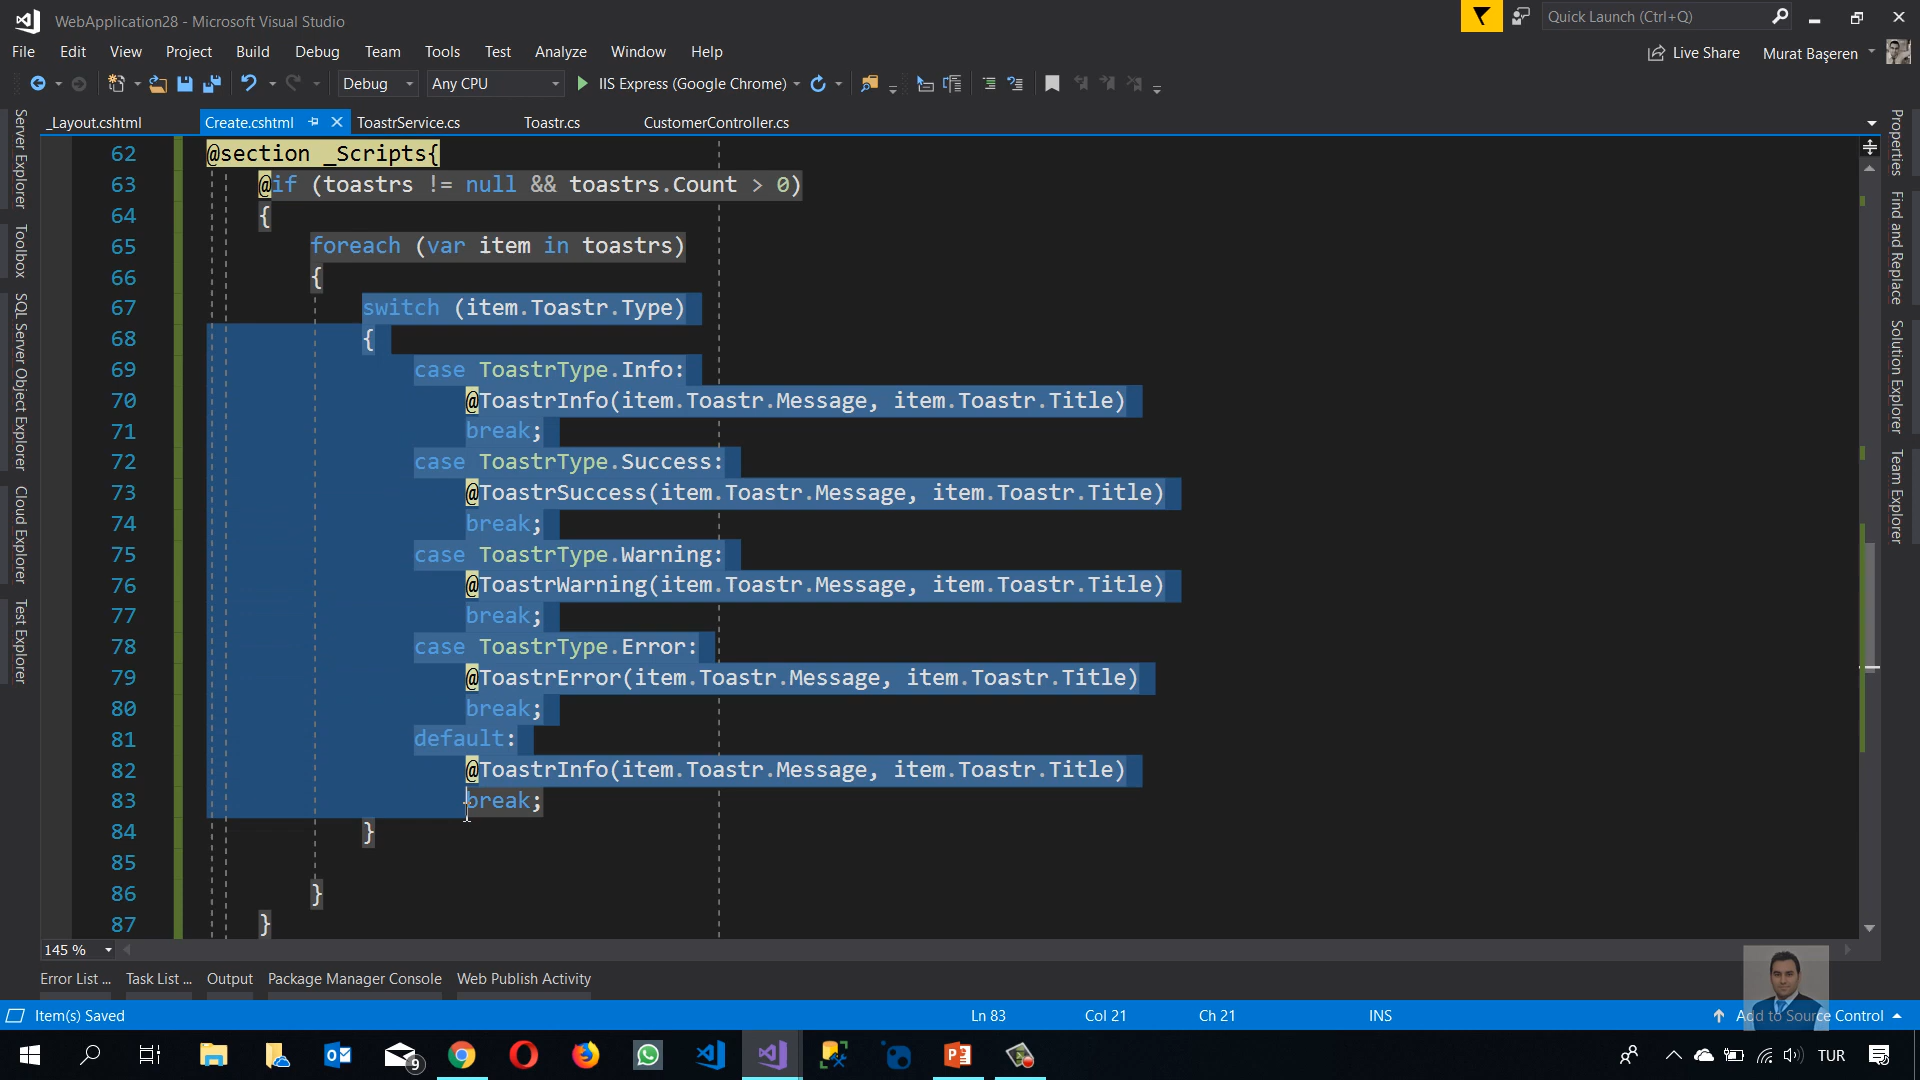 WebApplication28 - Microsoft Visual Studio
Quick Launch (Ctrl+Q)
File Edit View Project Build Debug Team Tools Test Analyze Window Help
Live Share
Murat Başeren
Debug
Any CPU
IIS Express (Google Chrome)
_Layout.cshtml
Create.cshtml
ToastrService.cs
Toastr.cs
CustomerController.cs
Server Explorer
Toolbox
SQL Server Object Explorer
Cloud Explorer
Test Explorer
62 @section _Scripts{
63 @if (toastrs != null && toastrs.Count > 0)
64 {
65 foreach (var item in toastrs)
66 {
67 switch (item.Toastr.Type)
68 {
69 case ToastrType.Info:
70 @ToastrInfo(item.Toastr.Message, item.Toastr.Title)
71 break;
72 case ToastrType.Success:
73 @ToastrSuccess(item.Toastr.Message, item.Toastr.Title)
74 break;
75 case ToastrType.Warning:
76 @ToastrWarning(item.Toastr.Message, item.Toastr.Title)
77 break;
78 case ToastrType.Error:
79 @ToastrError(item.Toastr.Message, item.Toastr.Title)
80 break;
81 default:
82 @ToastrInfo(item.Toastr.Message, item.Toastr.Title)
83 break;
84 }
85
86 }
87 }
Properties
Find and Replace
Solution Explorer
Team Explorer
145 %
Error List ...
Task List ...
Output
Package Manager Console
Web Publish Activity
Item(s) Saved
Ln 83
Col 21
Ch 21
INS
Add to Source Control
9
TUR